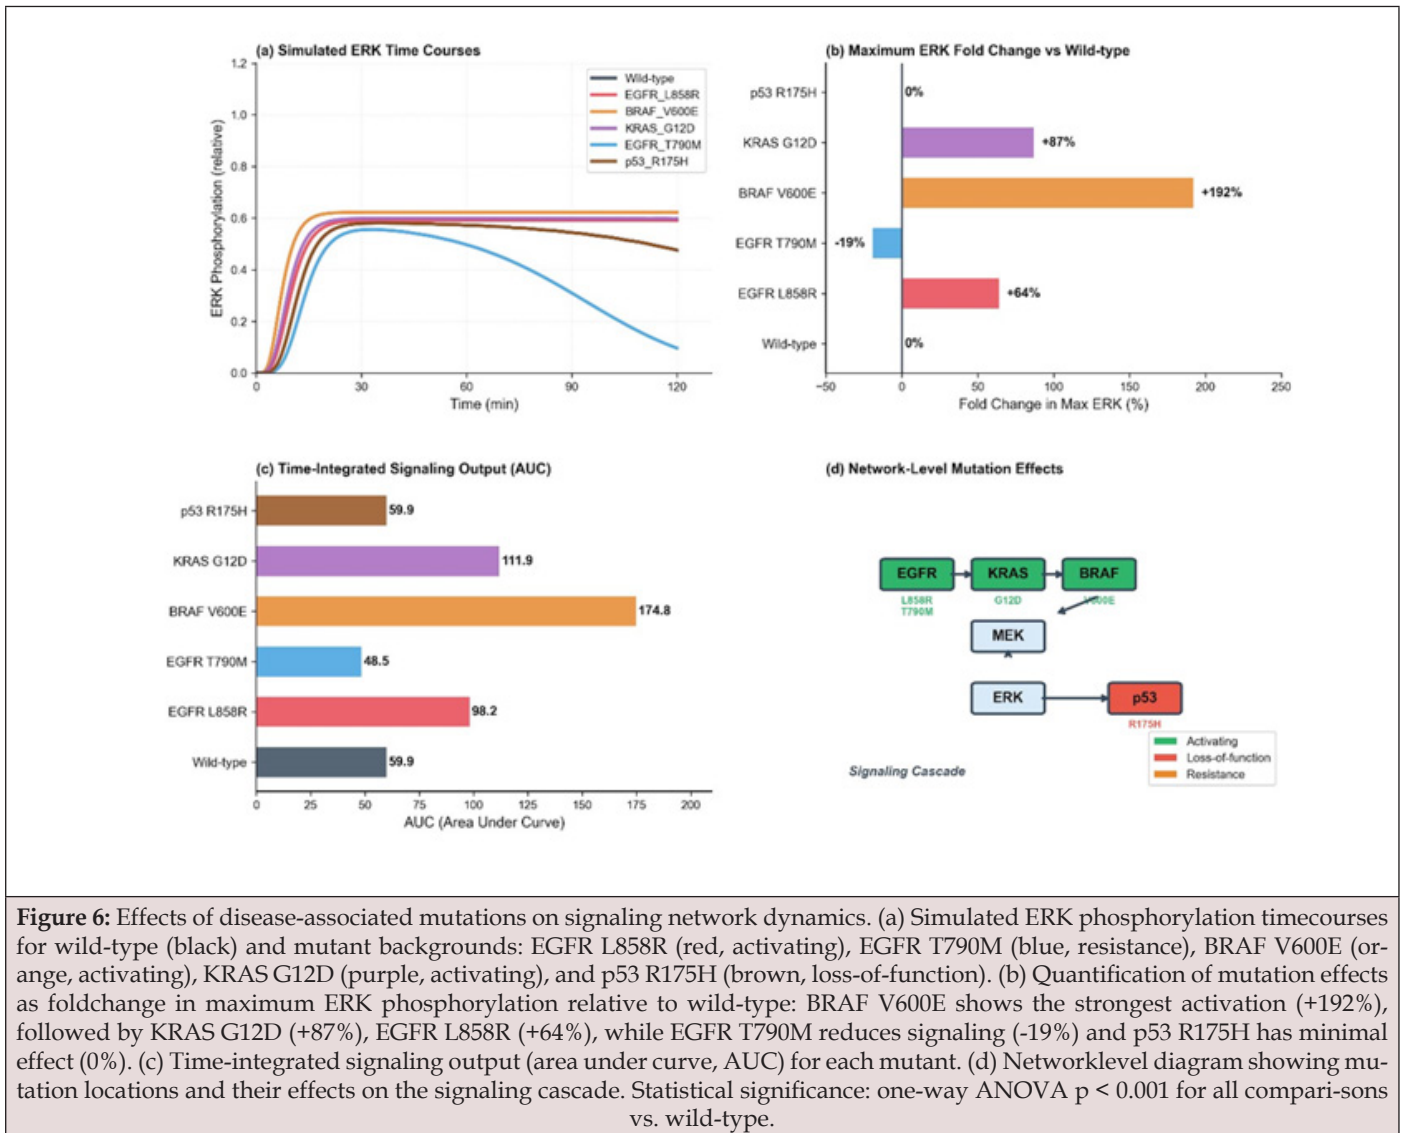 (a) Simulated ERK Time Courses
1.2
1.0
0.8
0.6
0.4
0.2
0.0
ERK Phosphorylation (relative)
0
30
60
90
120
Time (min)
Wild-type
EGFR_L858R
BRAF_V600E
KRAS_G12D
EGFR_T790M
p53_R175H
(b) Maximum ERK Fold Change vs Wild-type
p53 R175H
0%
KRAS G12D
+87%
BRAF V600E
+192%
EGFR T790M
-19%
EGFR L858R
+64%
Wild-type
0%
−50
0
50
100
150
200
250
Fold Change in Max ERK (%)
(c) Time-Integrated Signaling Output (AUC)
p53 R175H
59.9
KRAS G12D
111.9
BRAF V600E
174.8
EGFR T790M
48.5
EGFR L858R
98.2
Wild-type
59.9
0
25
50
75
100
125
150
175
200
AUC (Area Under Curve)
(d) Network-Level Mutation Effects
EGFR
KRAS
BRAF
L858R
T790M
G12D
V600E
MEK
ERK
p53
R175H
Activating
Loss-of-function
Resistance
Signaling Cascade
Figure 6: Effects of disease-associated mutations on signaling network dynamics. (a) Simulated ERK phosphorylation timecourses
for wild-type (black) and mutant backgrounds: EGFR L858R (red, activating), EGFR T790M (blue, resistance), BRAF V600E (or-
ange, activating), KRAS G12D (purple, activating), and p53 R175H (brown, loss-of-function). (b) Quantification of mutation effects
as foldchange in maximum ERK phosphorylation relative to wild-type: BRAF V600E shows the strongest activation (+192%),
followed by KRAS G12D (+87%), EGFR L858R (+64%), while EGFR T790M reduces signaling (-19%) and p53 R175H has minimal
effect (0%). (c) Time-integrated signaling output (area under curve, AUC) for each mutant. (d) Networklevel diagram showing mu-
tation locations and their effects on the signaling cascade. Statistical significance: one-way ANOVA p < 0.001 for all compari-sons
vs. wild-type.